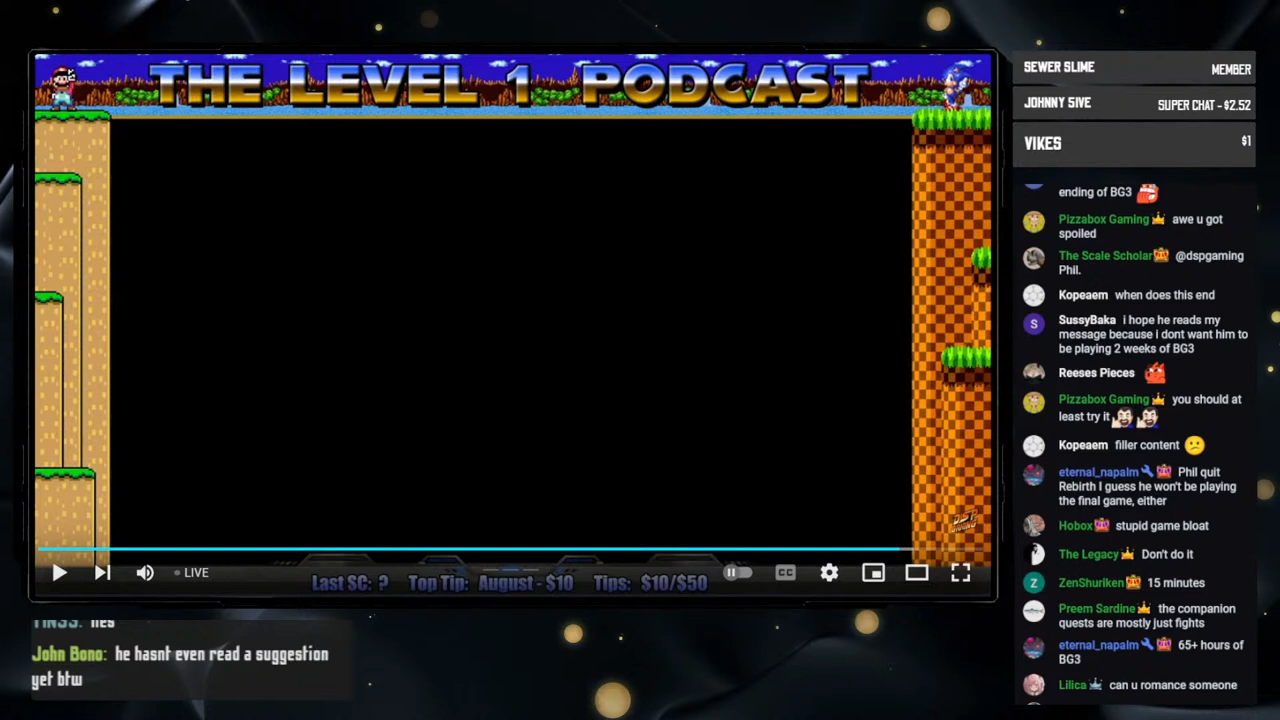 THE LEVEL 1 PODCAST
LIVE
Last SC: ? Top Tip: August - $10 Tips: $10/$50
John Bono: he hasnt even read a suggestion
yet btw
SEWER SLIME MEMBER
JOHNNY 5IVE SUPER CHAT - $2.52
VIKES $1
ending of BG3
Pizzabox Gaming awe u got
spoiled
The Scale Scholar @dspgaming
Phil.
Kopeaem when does this end
S SussyBaka i hope he reads my
message because i dont want him to
be playing 2 weeks of BG3
Reeses Pieces
Pizzabox Gaming you should at
least try it
Kopeaem filler content
eternal_napalm Phil quit
Rebirth I guess he won't be playing
the final game, either
Hobox stupid game bloat
The Legacy Don't do it
Z ZenShuriken 15 minutes
Preem Sardine the companion
quests are mostly just fights
eternal_napalm 65+ hours of
BG3
Lilica can u romance someone